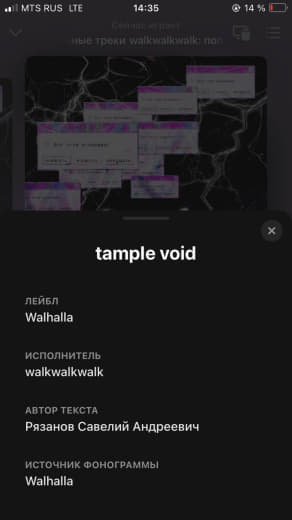 MTS RUS LTE 14:35 14 %
Сейчас играют
ные треки walkwalkwalk: поп
tample void
ЛЕЙБЛ
Walhalla
ИСПОЛНИТЕЛЬ
walkwalkwalk
АВТОР ТЕКСТА
Рязанов Савелий Андреевич
ИСТОЧНИК ФОНОГРАММЫ
Walhalla